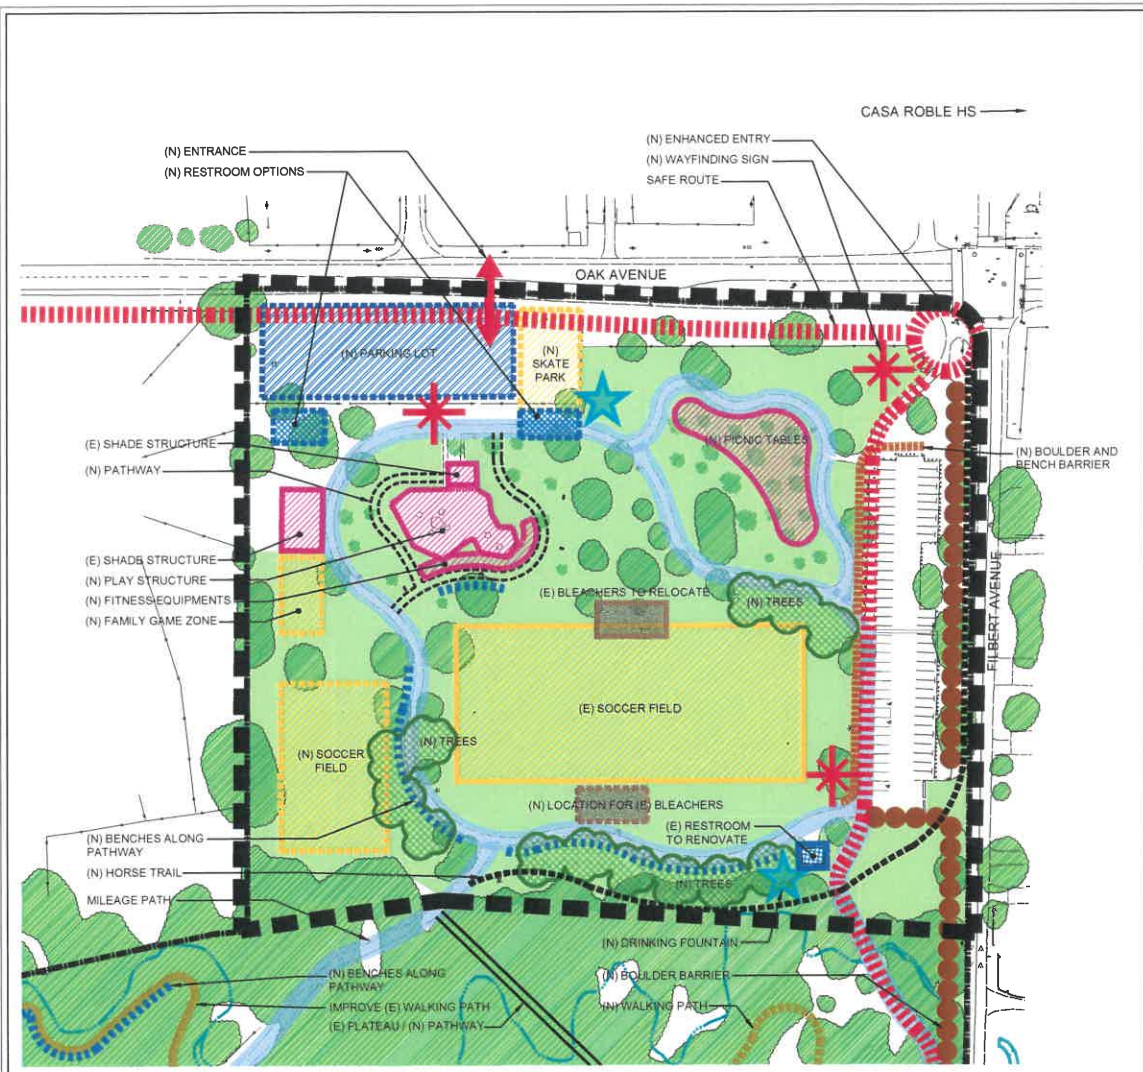 CASA ROBLE HS
(N) ENHANCED ENTRY
(N) WAYFINDING SIGN
SAFE ROUTE
(N) ENTRANCE
(N) RESTROOM OPTIONS
OAK AVENUE
(N) PARKING LOT
(N)
SKATE
PARK
(E) SHADE STRUCTURE
(N) PATHWAY
(N) PICNIC TABLES
(N) BOULDER AND
BENCH BARRIER
(E) SHADE STRUCTURE
(N) PLAY STRUCTURE
(N) FITNESS EQUIPMENTS
(N) FAMILY GAME ZONE
(E) BLEACHERS TO RELOCATE
(N) TREES
FILBERT AVENUE
(E) SOCCER FIELD
(N) SOCCER
FIELD
(N) TREES
(N) LOCATION FOR (E) BLEACHERS
(E) RESTROOM
TO RENOVATE
(N) BENCHES ALONG
PATHWAY
(N) HORSE TRAIL
(N) TREES
MILEAGE PATH
(N) DRINKING FOUNTAIN
(N) BENCHES ALONG
PATHWAY
(N) BOULDER BARRIER
IMPROVE (E) WALKING PATH
(N) WALKING PATH
(E) PLATEAU / (N) PATHWAY